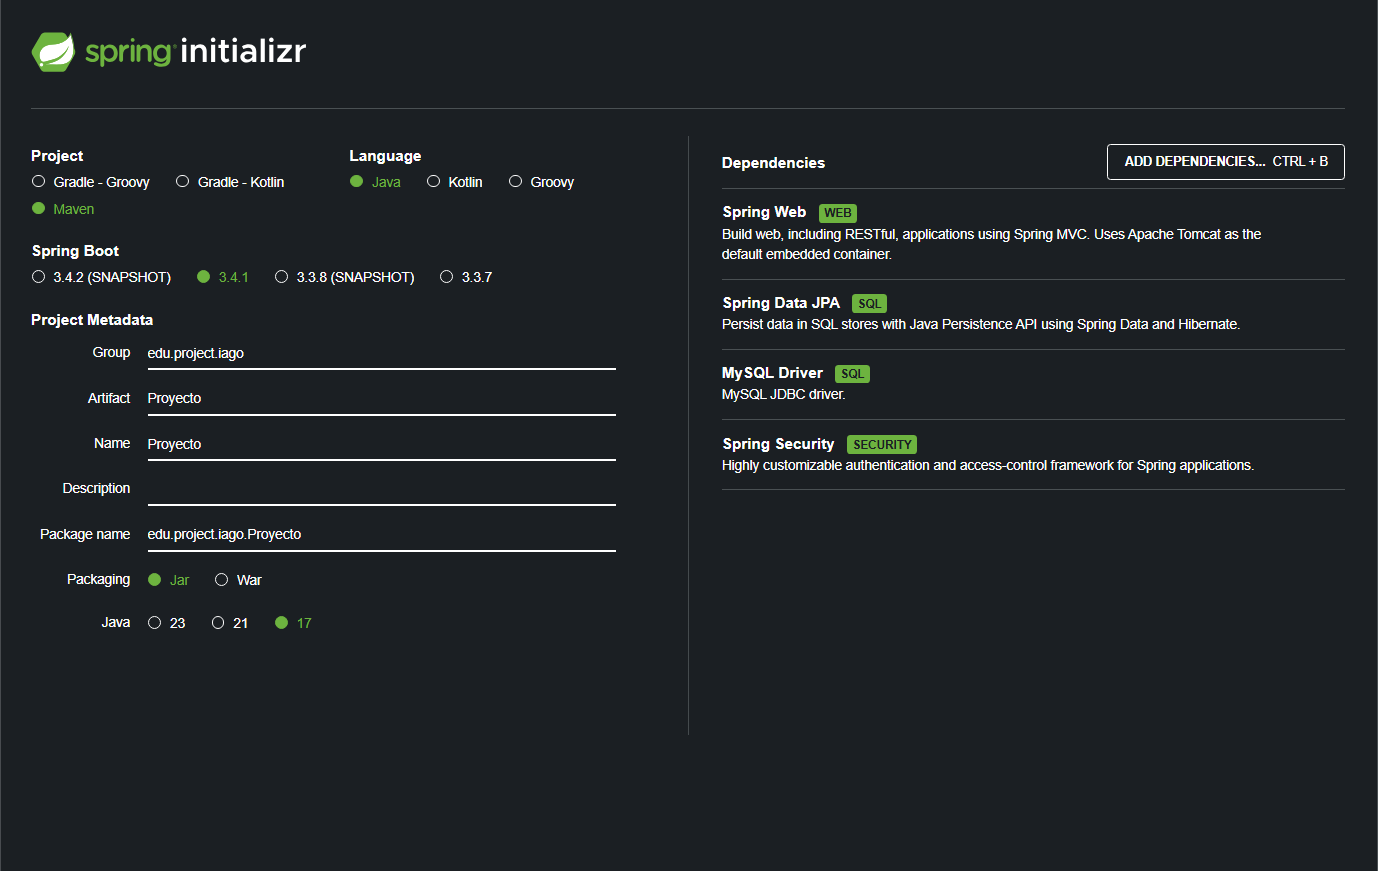 spring initializr
Project
Gradle - Groovy Gradle - Kotlin
Maven
Language
Java Kotlin Groovy
Spring Boot
3.4.2 (SNAPSHOT) 3.4.1 3.3.8 (SNAPSHOT) 3.3.7
Project Metadata
Group edu.project.iago
Artifact Proyecto
Name Proyecto
Description
Package name edu.project.iago.Proyecto
Packaging Jar War
Java 23 21 17
Dependencies ADD DEPENDENCIES... CTRL + B
Spring Web WEB
Build web, including RESTful, applications using Spring MVC. Uses Apache Tomcat as the
default embedded container.
Spring Data JPA SQL
Persist data in SQL stores with Java Persistence API using Spring Data and Hibernate.
MySQL Driver SQL
MySQL JDBC driver.
Spring Security SECURITY
Highly customizable authentication and access-control framework for Spring applications.